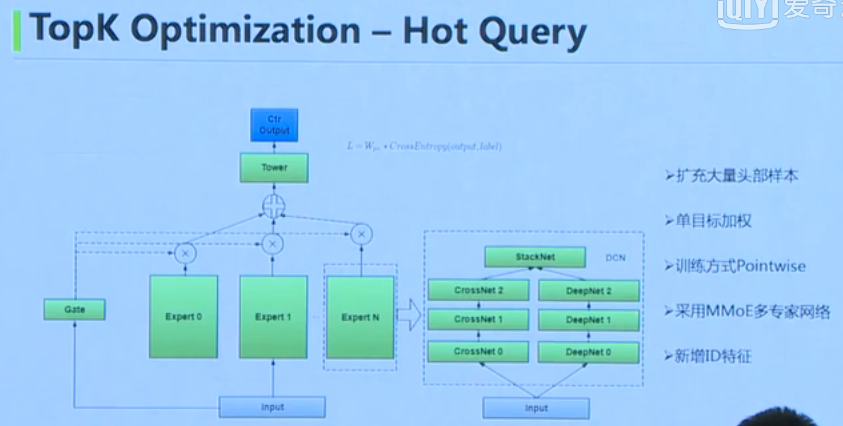 iQIYI 爱奇
TopK Optimization – Hot Query
Ctr
Output
Tower
L = Wₚₒₛ * CrossEntropy(output, label)
➢扩充大量头部样本
➢单目标加权
➢训练方式Pointwise
➢采用MMoE多专家网络
➢新增ID特征
Gate
Expert 0
Expert 1
Expert N
StackNet
DCN
CrossNet 2
DeepNet 2
CrossNet 1
DeepNet 1
CrossNet 0
DeepNet 0
Input
Input